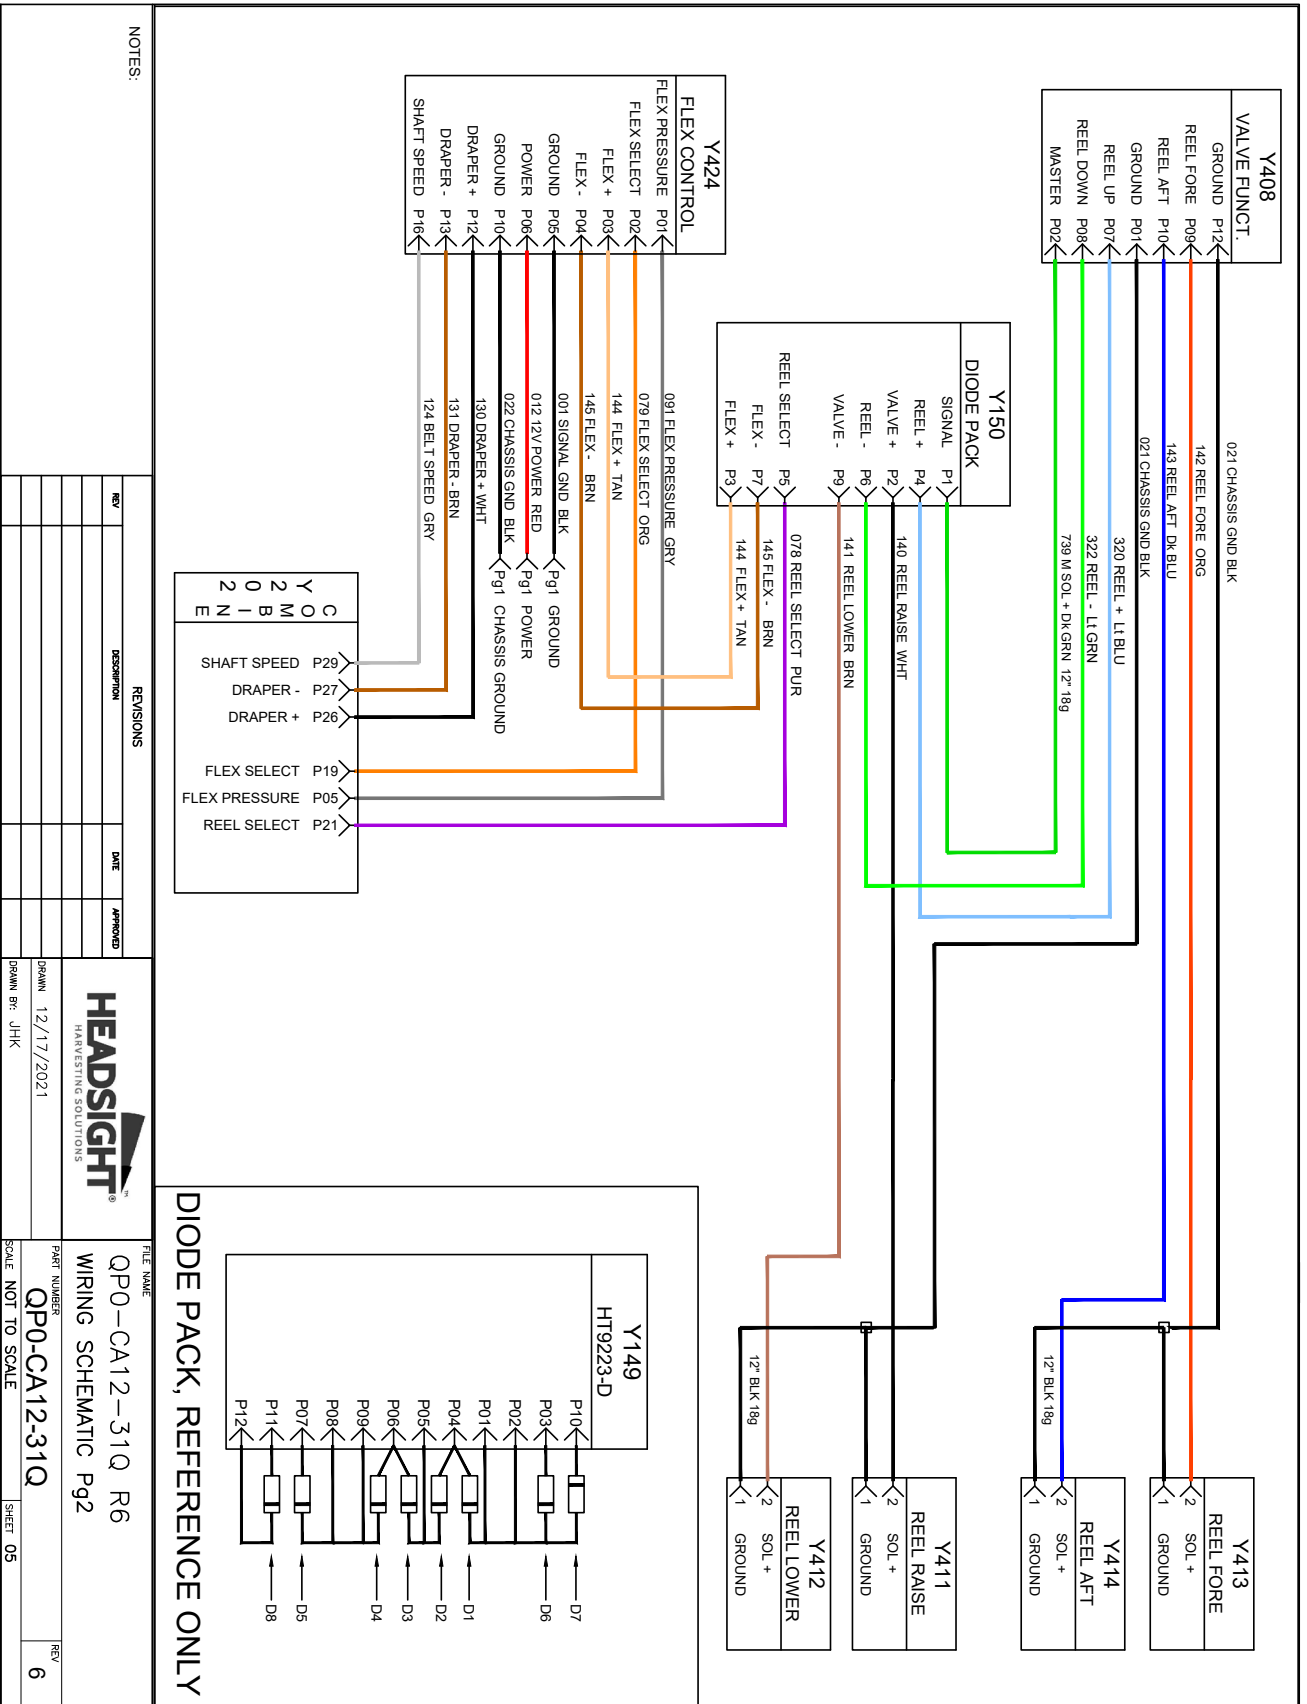 Y408
VALVE FUNCT.
GROUND P12
REEL FORE P09
REEL AFT P10
GROUND P01
REEL UP P07
REEL DOWN P08
MASTER P02
021 CHASSIS GND BLK
142 REEL FORE ORG
143 REEL AFT Dk BLU
021 CHASSIS GND BLK
320 REEL + Lt BLU
322 REEL - Lt GRN
739 M SOL + Dk GRN 12" 18g
Y413
REEL FORE
2 SOL +
1 GROUND
Y414
REEL AFT
2 SOL +
1 GROUND
12" BLK 18g
Y411
REEL RAISE
2 SOL +
1 GROUND
Y412
REEL LOWER
2 SOL +
1 GROUND
12" BLK 18g
Y150
DIODE PACK
SIGNAL P1
REEL + P4
VALVE + P2
REEL - P6
VALVE - P9
REEL SELECT P5
FLEX - P7
FLEX + P3
140 REEL RAISE WHT
141 REEL LOWER BRN
078 REEL SELECT PUR
145 FLEX - BRN
144 FLEX + TAN
Y424
FLEX CONTROL
FLEX PRESSURE P01
FLEX SELECT P02
FLEX + P03
FLEX - P04
GROUND P05
POWER P06
GROUND P10
DRAPER + P12
DRAPER - P13
SHAFT SPEED P16
091 FLEX PRESSURE GRY
079 FLEX SELECT ORG
144 FLEX + TAN
145 FLEX - BRN
001 SIGNAL GND BLK
012 12V POWER RED
022 CHASSIS GND BLK
130 DRAPER + WHT
131 DRAPER - BRN
124 BELT SPEED GRY
Pg1 GROUND
Pg1 POWER
Pg1 CHASSIS GROUND
Y202
COMBINE
SHAFT SPEED P29
DRAPER - P27
DRAPER + P26
FLEX SELECT P19
FLEX PRESSURE P05
REEL SELECT P21
Y149
HT9223-D
P10
P03
P02
P01
P04
P05
P06
P09
P08
P07
P11
P12
D7
D6
D1
D2
D3
D4
D5
D8
DIODE PACK, REFERENCE ONLY
NOTES:
REVISIONS
REV DESCRIPTION DATE APPROVED
HEADSIGHT®
HARVESTING SOLUTIONS
TM
DRAWN 12/17/2021
DRAWN BY: JHK
FILE NAME
QP0-CA12-31Q R6
WIRING SCHEMATIC Pg2
PART NUMBER
QP0-CA12-31Q
REV
6
SCALE NOT TO SCALE
SHEET 05